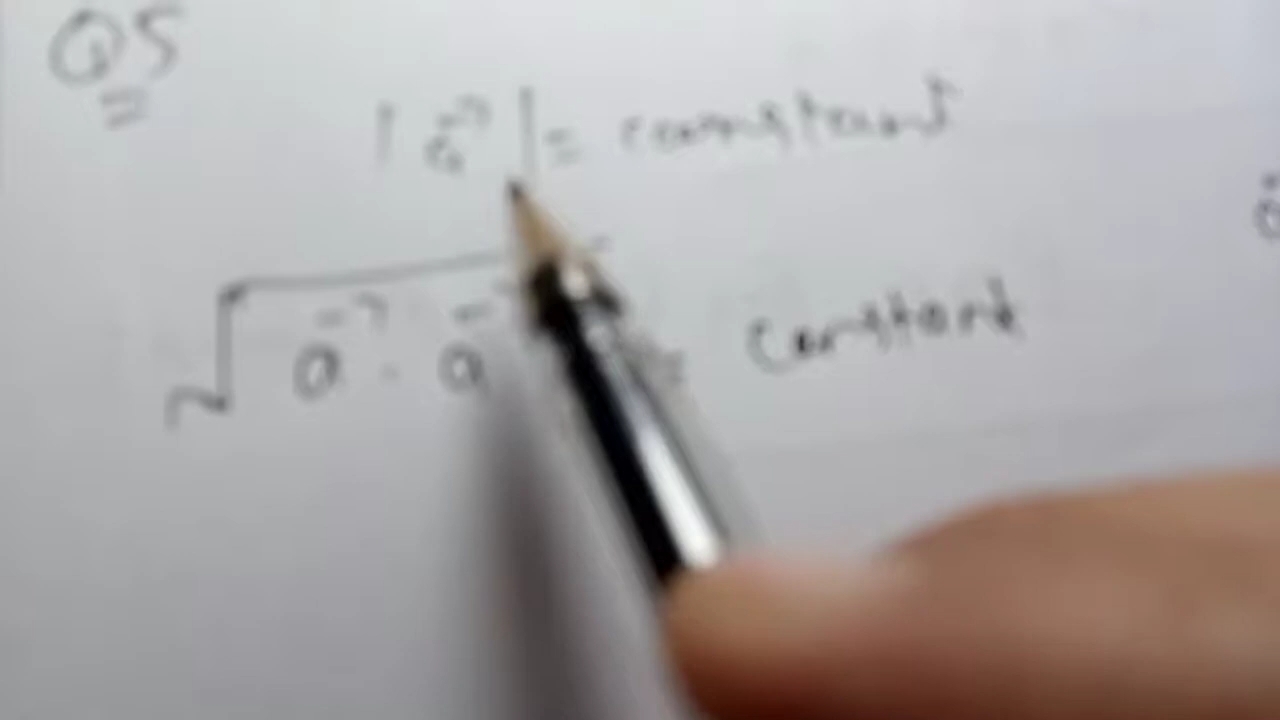 Q5
|a⃗| = constant
√a⃗ . a⃗ = constant